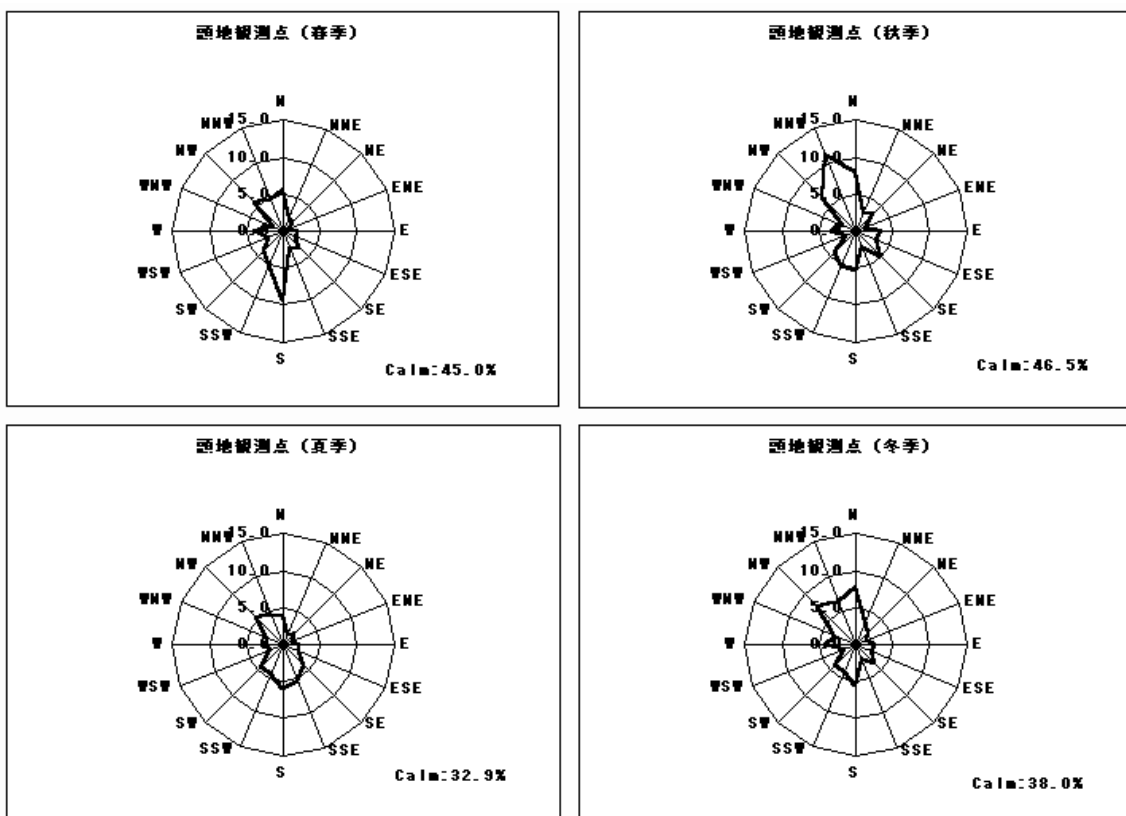 頭地観測点（春季）
N
NNW 15.0 NNE
NW 10.0 NE
WNW 5.0 ENE
W 0.0 E
WSW ESE
SW SE
SSW SSE
S
Calm:45.0%
頭地観測点（秋季）
N
NNW 15.0 NNE
NW 10.0 NE
WNW 5.0 ENE
W 0.0 E
WSW ESE
SW SE
SSW SSE
S
Calm:46.5%
頭地観測点（夏季）
N
NNW 15.0 NNE
NW 10.0 NE
WNW 5.0 ENE
W 0.0 E
WSW ESE
SW SE
SSW SSE
S
Calm:32.9%
頭地観測点（冬季）
N
NNW 15.0 NNE
NW 10.0 NE
WNW 5.0 ENE
W 0.0 E
WSW ESE
SW SE
SSW SSE
S
Calm:38.0%